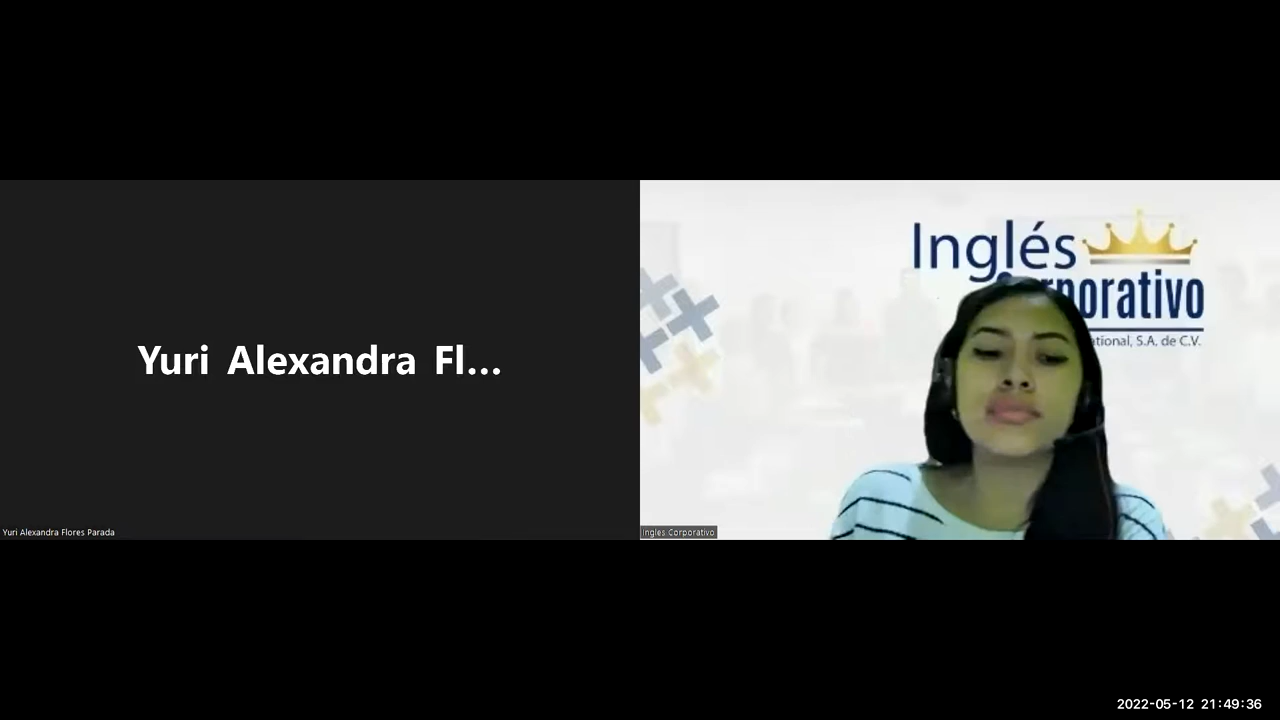 Yuri Alexandra Fl...
Yuri Alexandra Flores Parada
Inglés
rporativo
ational, S.A. de C.V.
Ingles Corporativo
2022-05-12 21:49:36